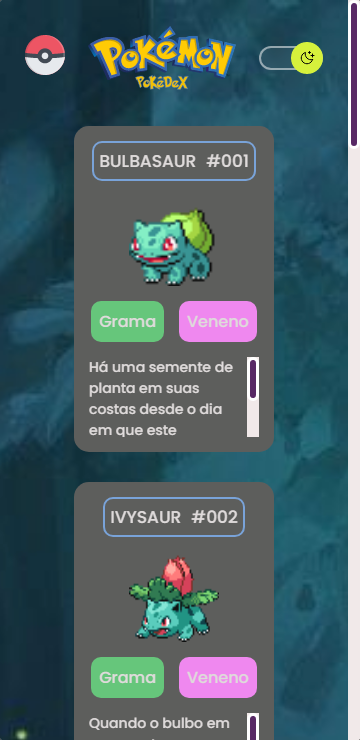 POKéMON
PoKéDeX
BULBASAUR #001
Grama Veneno
Há uma semente de
planta em suas
costas desde o dia
em que este
IVYSAUR #002
Grama Veneno
Quando o bulbo em